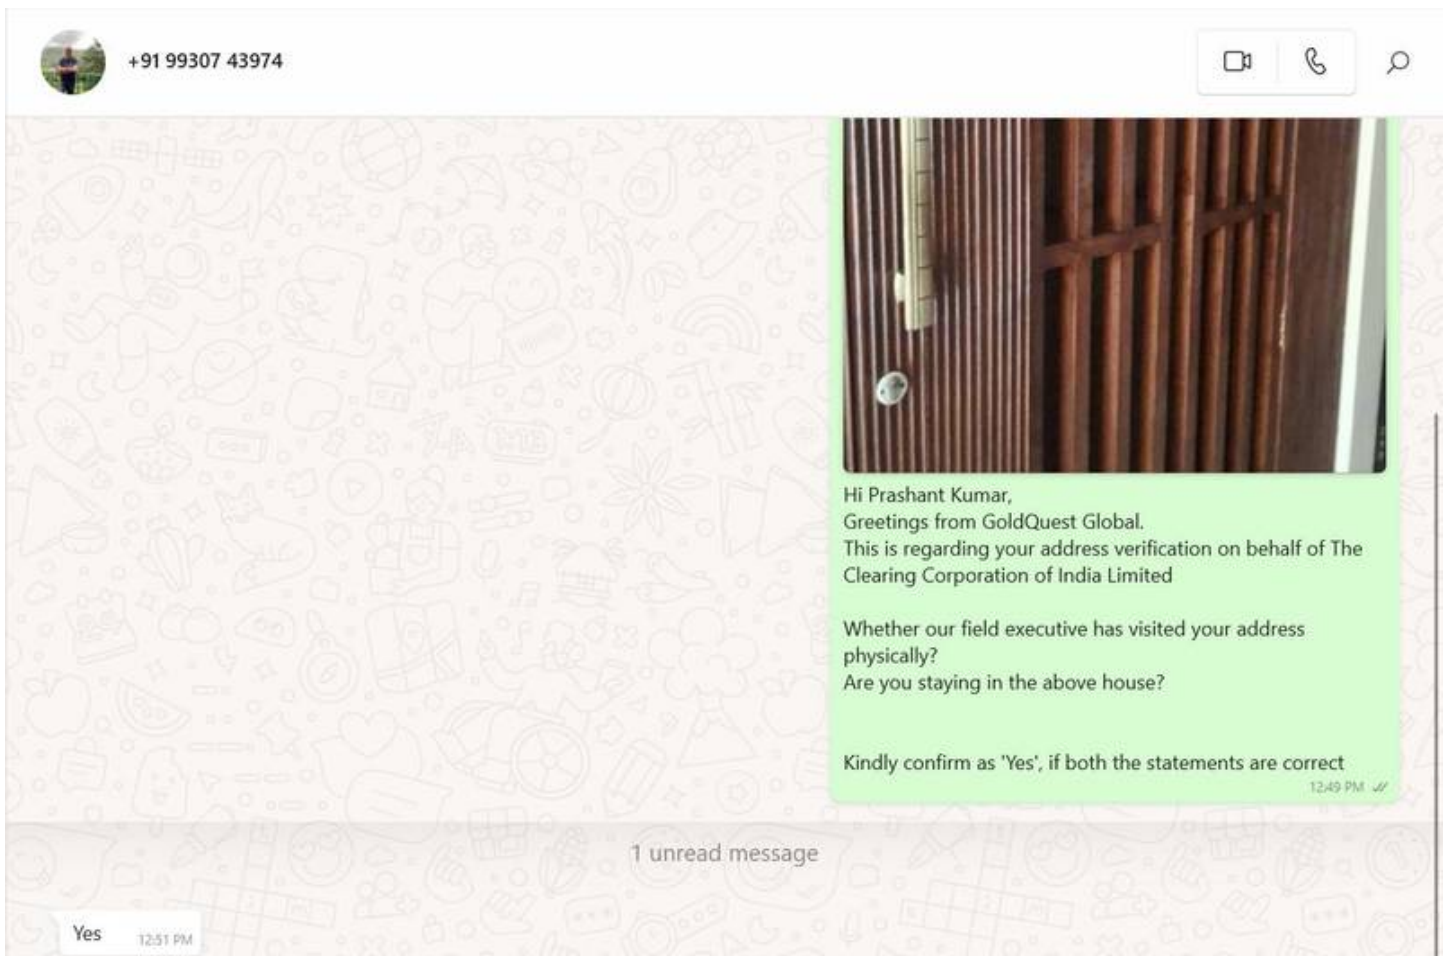 +91 99307 43974
Hi Prashant Kumar,
Greetings from GoldQuest Global.
This is regarding your address verification on behalf of The
Clearing Corporation of India Limited
Whether our field executive has visited your address
physically?
Are you staying in the above house?
Kindly confirm as 'Yes', if both the statements are correct
12:49 PM
1 unread message
Yes
12:51 PM